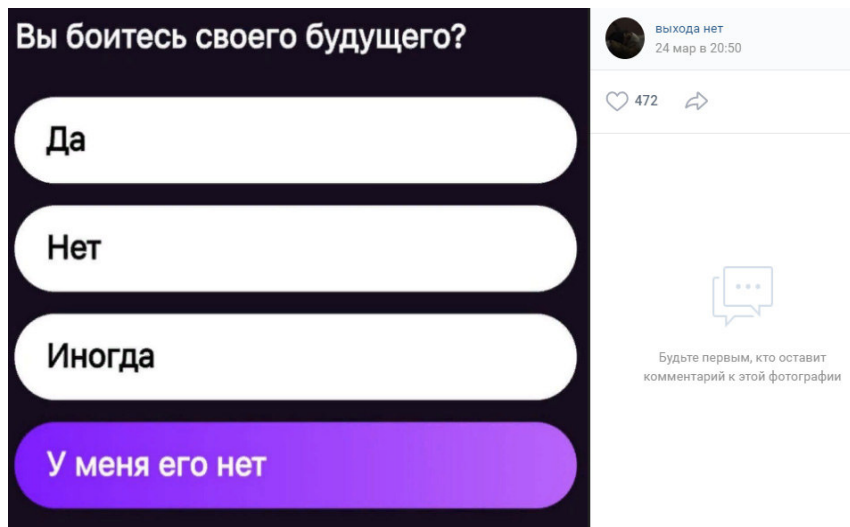 Вы боитесь своего будущего?
Да
Нет
Иногда
У меня его нет
выхода нет
24 мар в 20:50
472
Будьте первым, кто оставит
комментарий к этой фотографии